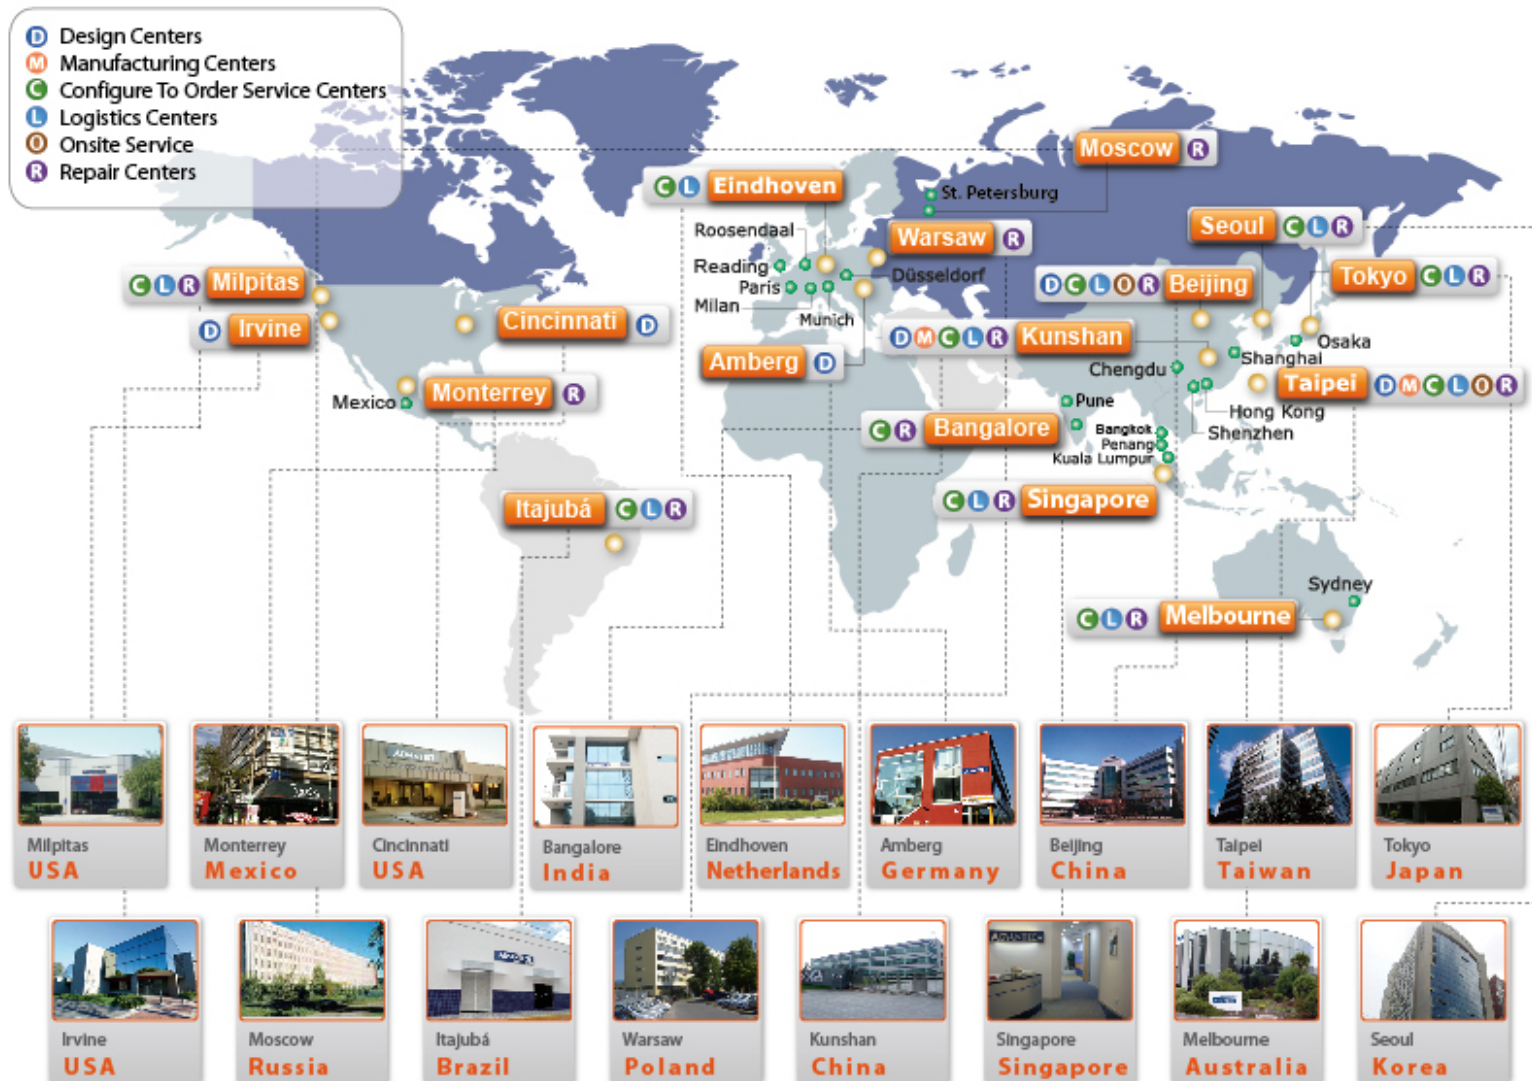 D Design Centers
M Manufacturing Centers
C Configure To Order Service Centers
L Logistics Centers
O Onsite Service
R Repair Centers
Moscow R
C L Eindhoven
St. Petersburg
Roosendaal
Warsaw R
Seoul C L R
Reading
Düsseldorf
Paris
Milan
Munich
C L R Milpitas
D C L O R Beijing
Tokyo C L R
D Irvine
Cincinnati D
D M C L R Kunshan
Osaka
Shanghai
Amberg D
Chengdu
Taipei D M C L O R
Monterrey R
Mexico
Pune
Hong Kong
Shenzhen
C R Bangalore
Bangkok
Penang
Kuala Lumpur
C L R Singapore
Itajubá C L R
Sydney
C L R Melbourne
ADVANTECH
Milpitas
USA
Monterrey
Mexico
Cincinnati
USA
Bangalore
India
Eindhoven
Netherlands
Amberg
Germany
Beijing
China
Taipei
Taiwan
Tokyo
Japan
Irvine
USA
Moscow
Russia
Itajubá
Brazil
Warsaw
Poland
Kunshan
China
Singapore
Singapore
Melbourne
Australia
Seoul
Korea